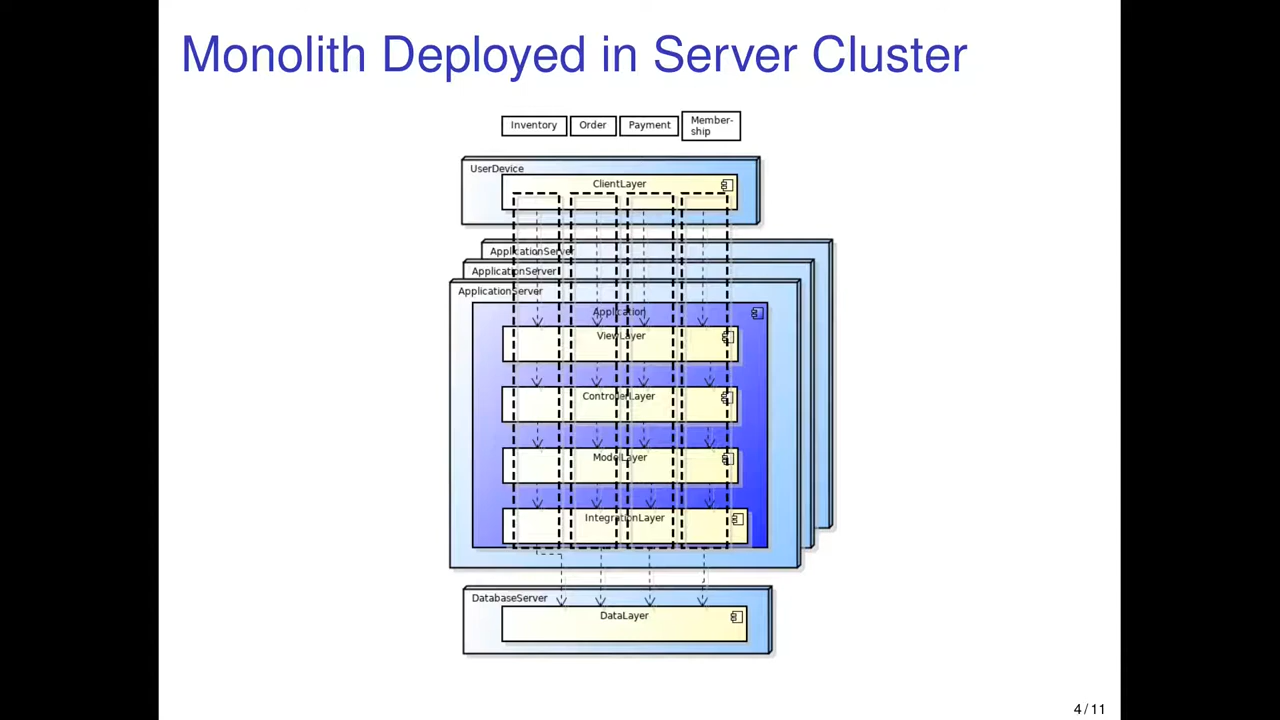 Monolith Deployed in Server Cluster
Inventory
Order
Payment
Member-
ship
UserDevice
ClientLayer
ApplicationServer
ApplicationServer
ApplicationServer
Application
ViewLayer
ControllerLayer
ModelLayer
IntegrationLayer
DatabaseServer
DataLayer
4 / 11